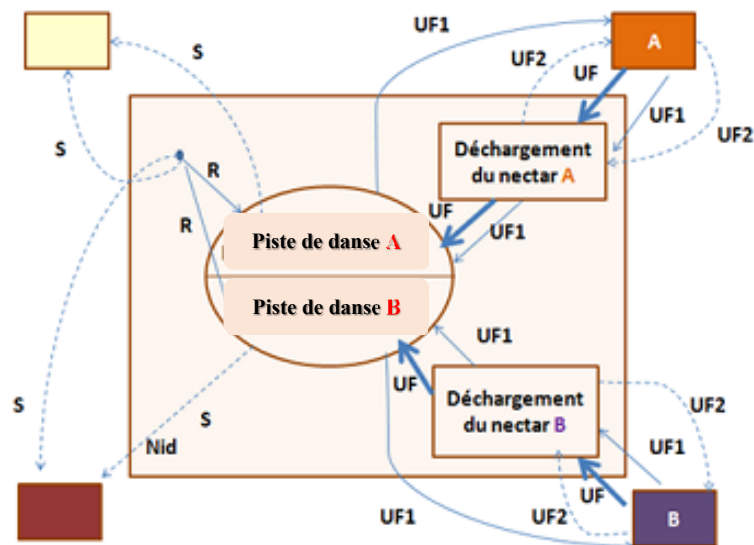 UF1
A
S
UF2
UF
UF1
UF2
S
Déchargement
du nectar A
R
UF
R
Piste de danse A
UF1
Piste de danse B
UF1
UF
S
S
Déchargement
du nectar B
UF2
Nid
UF1
UF
UF1
UF2
B